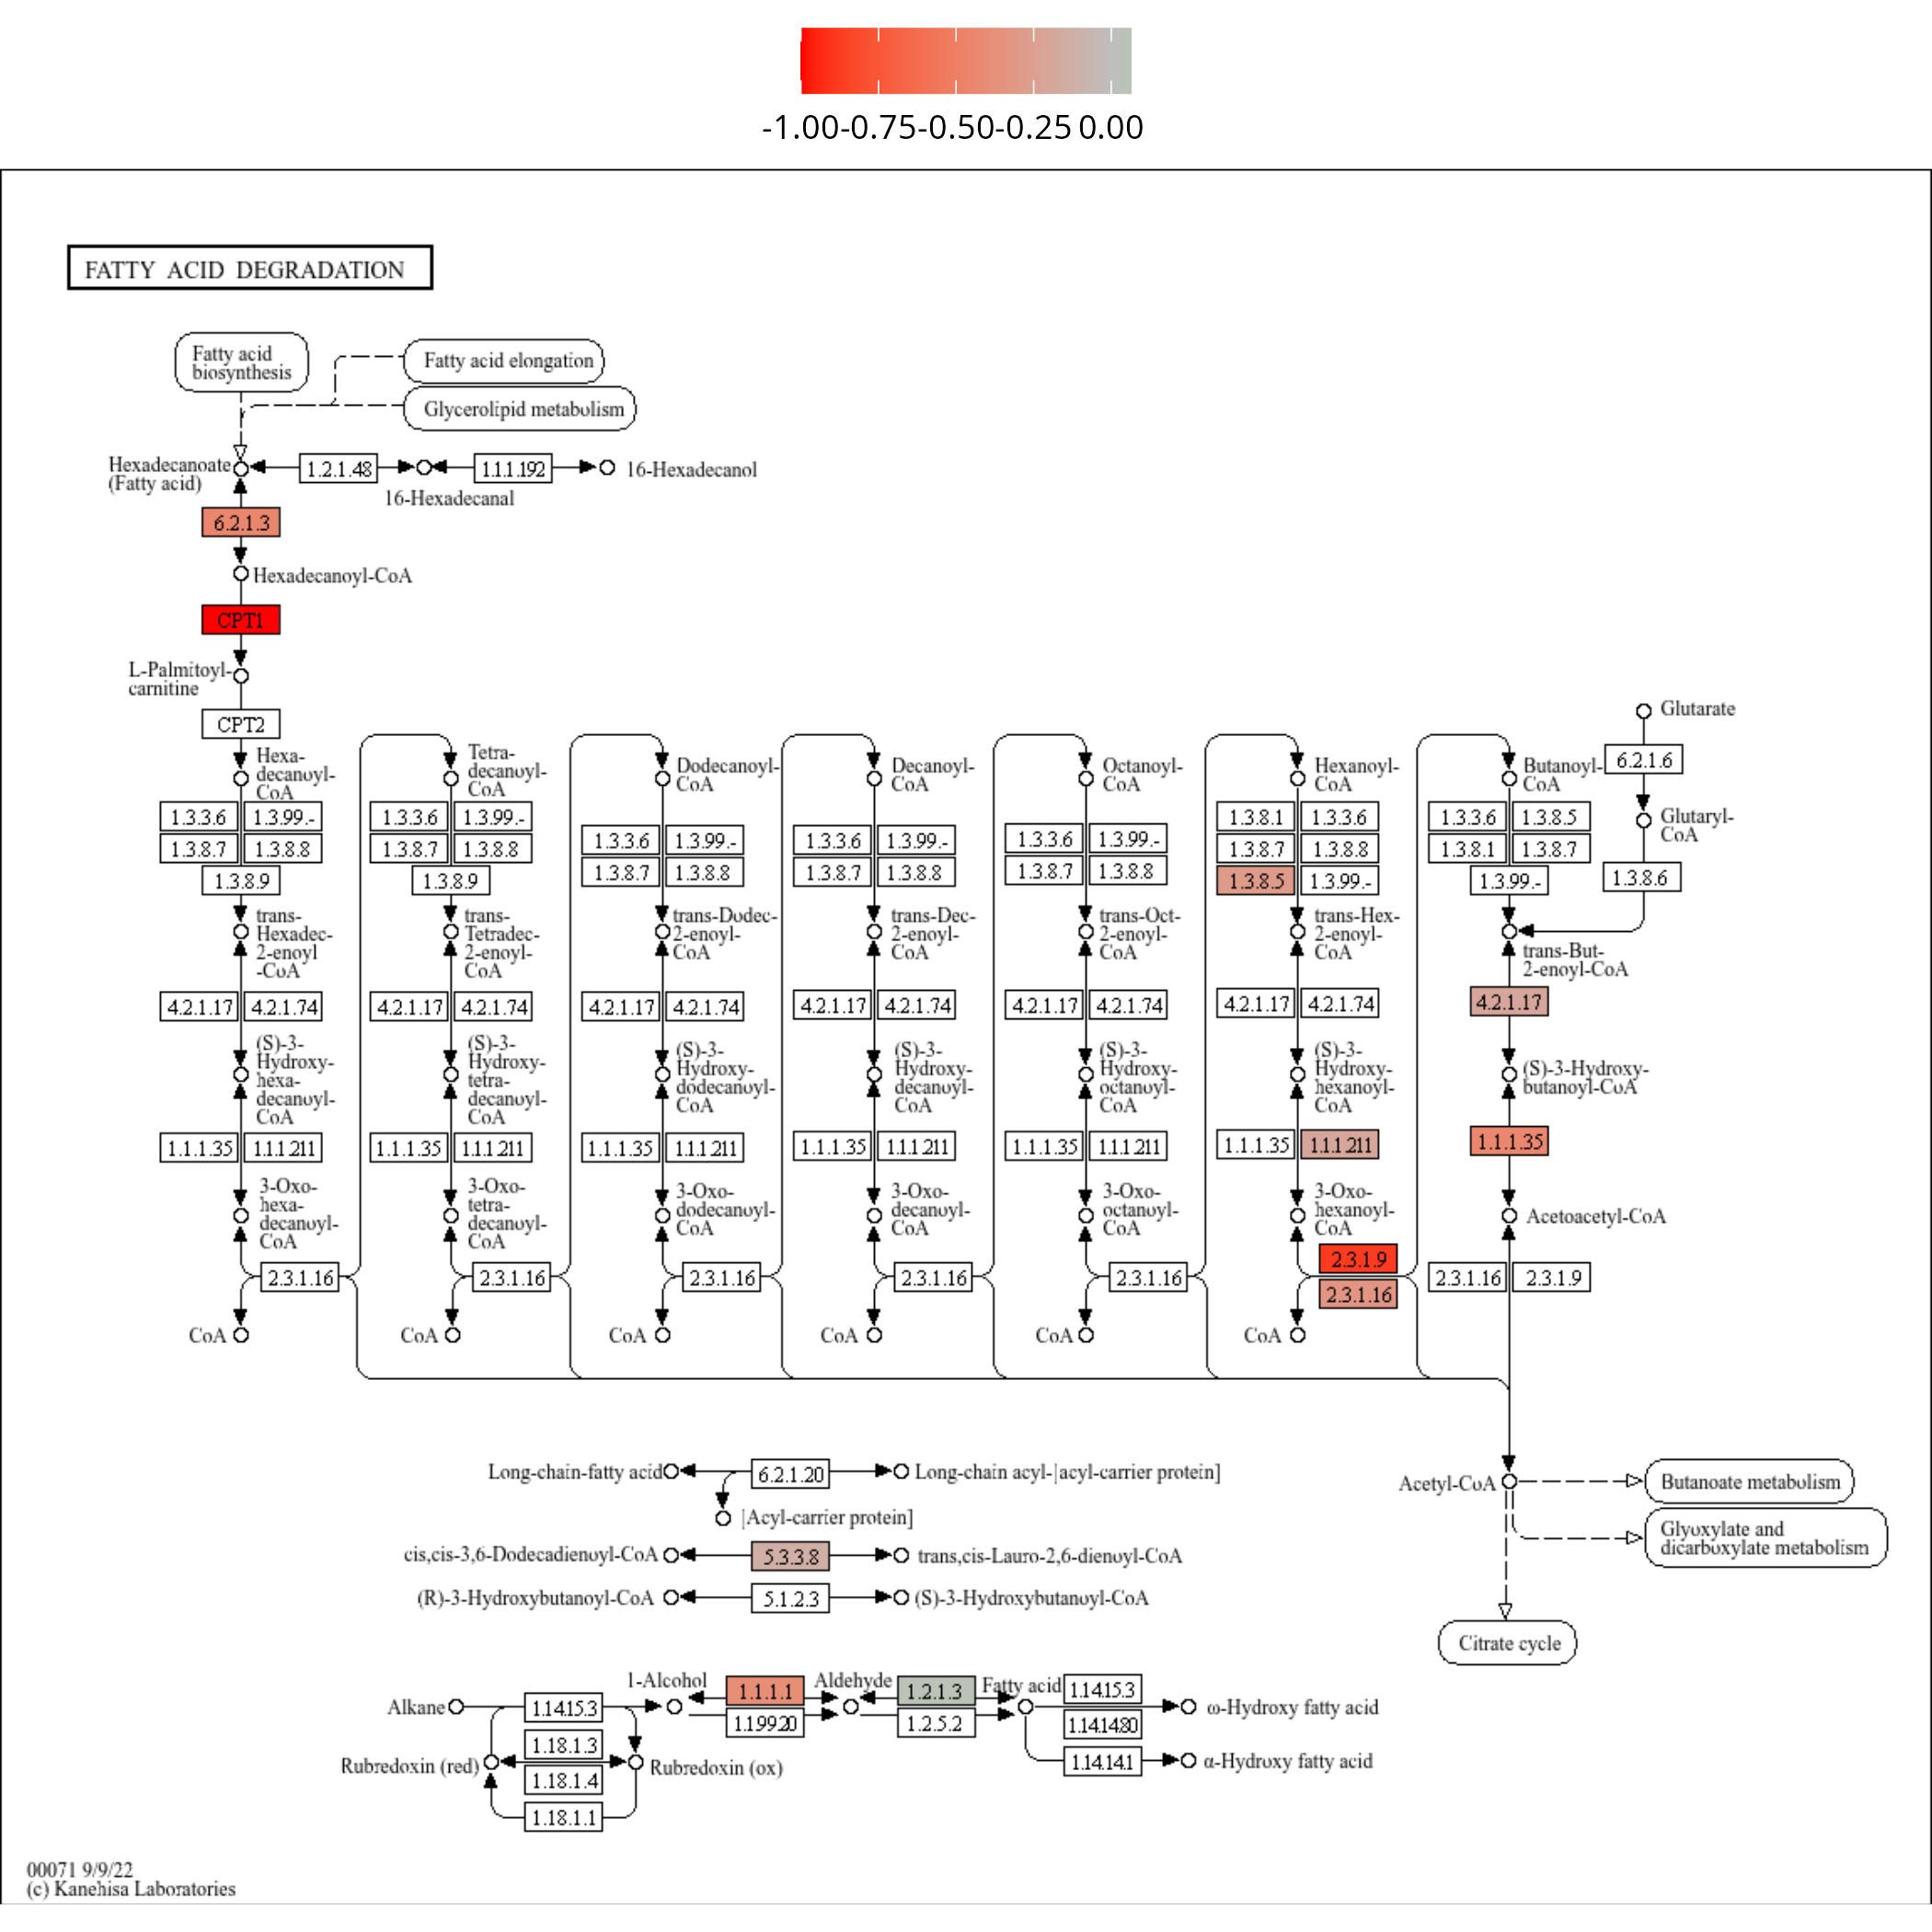 -1.00-0.75-0.50-0.25 0.00
FATTY ACID DEGRADATION
Fatty acid
biosynthesis
Fatty acid elongation
Glycerolipid metabolism
Hexadecanoate
(Fatty acid)
1.2.1.48
16-Hexadecanal
1.1.1.192
16-Hexadecanol
6.2.1.3
Hexadecanoyl-CoA
CPT1
L-Palmitoyl-
carnitine
CPT2
Hexa-
decanoyl-
CoA
1.3.3.6 1.3.99.-
1.3.8.7 1.3.8.8
1.3.8.9
trans-
Hexadec-
2-enoyl
-CoA
4.2.1.17 4.2.1.74
(S)-3-
Hydroxy-
hexa-
decanoyl-
CoA
1.1.1.35 1.1.1.211
3-Oxo-
hexa-
decanoyl-
CoA
2.3.1.16
CoA
Tetra-
decanoyl-
CoA
1.3.3.6 1.3.99.-
1.3.8.7 1.3.8.8
1.3.8.9
trans-
Tetradec-
2-enoyl-
CoA
4.2.1.17 4.2.1.74
(S)-3-
Hydroxy-
tetra-
decanoyl-
CoA
1.1.1.35 1.1.1.211
3-Oxo-
tetra-
decanoyl-
CoA
2.3.1.16
CoA
Dodecanoyl-
CoA
1.3.3.6 1.3.99.-
1.3.8.7 1.3.8.8
trans-Dodec-
2-enoyl-
CoA
4.2.1.17 4.2.1.74
(S)-3-
Hydroxy-
dodecanoyl-
CoA
1.1.1.35 1.1.1.211
3-Oxo-
dodecanoyl-
CoA
2.3.1.16
CoA
Decanoyl-
CoA
1.3.3.6 1.3.99.-
1.3.8.7 1.3.8.8
trans-Dec-
2-enoyl-
CoA
4.2.1.17 4.2.1.74
(S)-3-
Hydroxy-
decanoyl-
CoA
1.1.1.35 1.1.1.211
3-Oxo-
decanoyl-
CoA
2.3.1.16
CoA
Octanoyl-
CoA
1.3.3.6 1.3.99.-
1.3.8.7 1.3.8.8
trans-Oct-
2-enoyl-
CoA
4.2.1.17 4.2.1.74
(S)-3-
Hydroxy-
octanoyl-
CoA
1.1.1.35 1.1.1.211
3-Oxo-
octanoyl-
CoA
2.3.1.16
CoA
Hexanoyl-
CoA
1.3.8.1 1.3.3.6
1.3.8.7 1.3.8.8
1.3.8.5 1.3.99.-
trans-Hex-
2-enoyl-
CoA
4.2.1.17 4.2.1.74
(S)-3-
Hydroxy-
hexanoyl-
CoA
1.1.1.35 1.1.1.211
3-Oxo-
hexanoyl-
CoA
2.3.1.9
2.3.1.16
CoA
Butanoyl-
CoA
1.3.3.6 1.3.8.5
1.3.8.1 1.3.8.7
1.3.99.-
trans-But-
2-enoyl-CoA
4.2.1.17
(S)-3-Hydroxy-
butanoyl-CoA
1.1.1.35
Acetoacetyl-CoA
2.3.1.16 2.3.1.9
Glutarate
6.2.1.6
Glutaryl-
CoA
1.3.8.6
Acetyl-CoA
Butanoate metabolism
Glyoxylate and
dicarboxylate metabolism
Citrate cycle
Long-chain-fatty acid 6.2.1.20 Long-chain acyl-[acyl-carrier protein]
[Acyl-carrier protein]
cis,cis-3,6-Dodecadienoyl-CoA 5.3.3.8 trans,cis-Lauro-2,6-dienoyl-CoA
(R)-3-Hydroxybutanoyl-CoA 5.1.2.3 (S)-3-Hydroxybutanoyl-CoA
Alkane
1.14.15.3
1-Alcohol
1.1.1.1
1.1.99.20
Aldehyde
1.2.1.3
1.2.5.2
Fatty acid
1.14.15.3
1.14.14.80
ω-Hydroxy fatty acid
1.14.14.1
α-Hydroxy fatty acid
Rubredoxin (red)
1.18.1.3
1.18.1.4
1.18.1.1
Rubredoxin (ox)
00071 9/9/22
(c) Kanehisa Laboratories